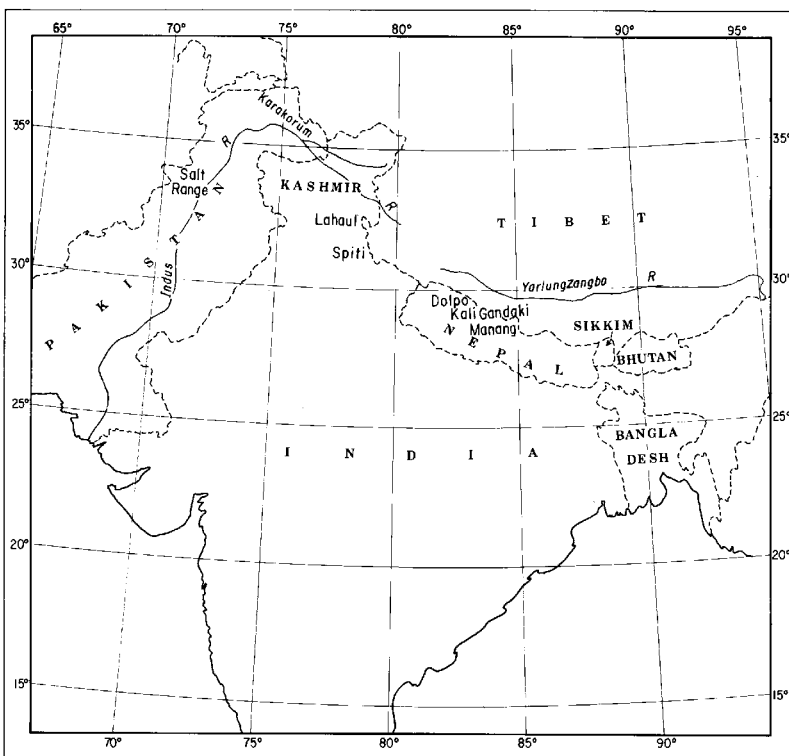 65° 70° 75° 80° 85° 90° 95°
35° 35°
Karakorum
R
Salt
Range
KASHMIR
R
Lahauf
TIBET
Spiti
30° 30°
Indus
PAKISTAN
Yarlung Zangbo R
Dolpo
Kali Gandaki
Manang
SIKKIM
NEPAL
BHUTAN
25° 25°
BANGLA
DESH
INDIA
20° 20°
15° 15°
70° 75° 80° 85° 90°